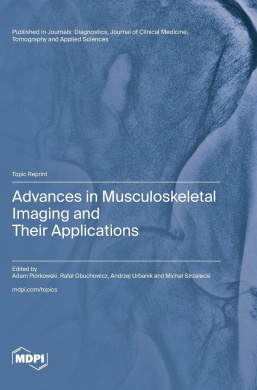 Published in Journals: Diagnostics, Journal of Clinical Medicine,
Tomography and Applied Sciences
Topic Reprint
Advances in Musculoskeletal
Imaging and
Their Applications
Edited by
Adam Piórkowski, Rafał Obuchowicz, Andrzej Urbanik and Michał Strzelecki
mdpi.com/topics
MDPI